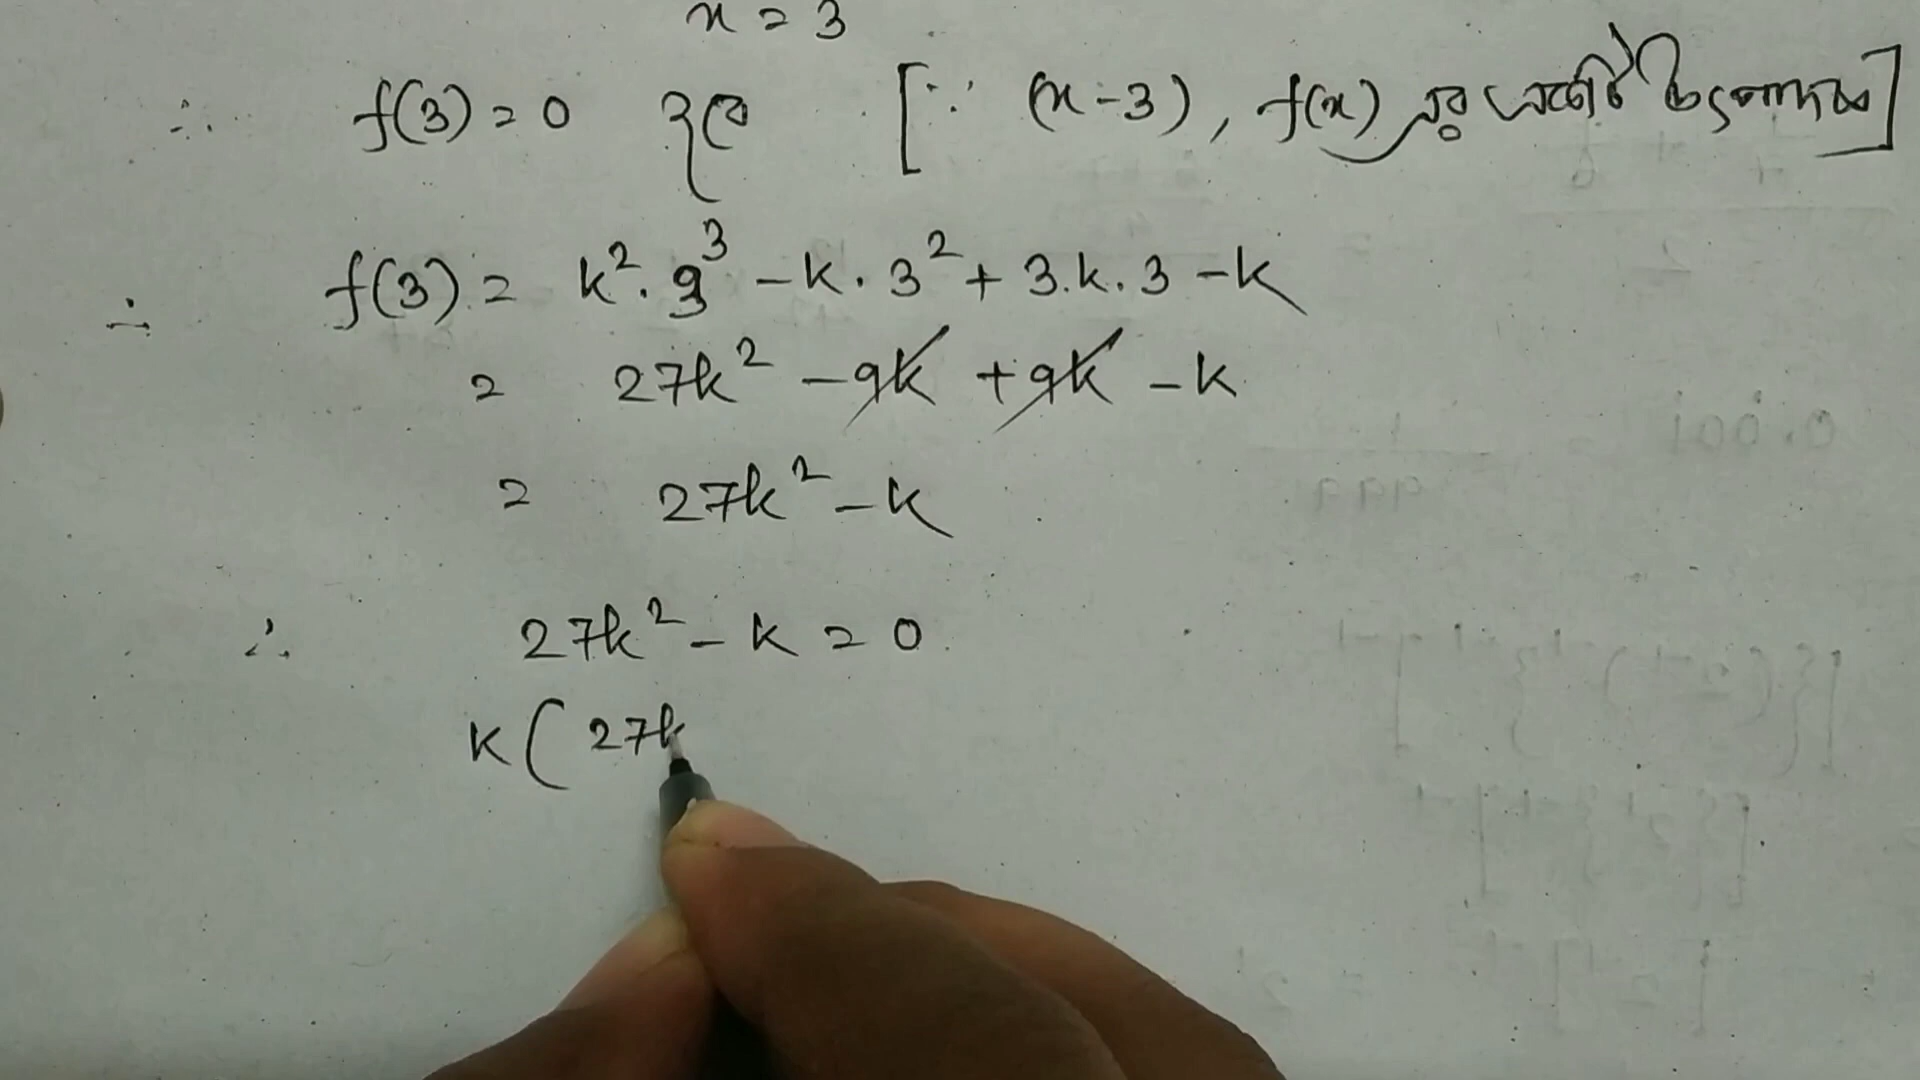 x = 3
∴ f(3) = 0 হবে [∵ (x-3), f(x) এর একটি উৎপাদক]
∴ f(3) = k². 3³ - k. 3² + 3.k.3 - k
= 27k² - 9k + 9k - k
= 27k² - k
∴ 27k² - k = 0
k ( 27k